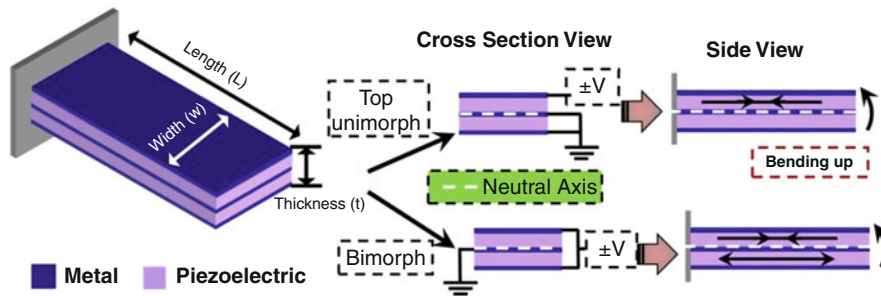 Length (L)
Width (w)
Thickness (t)
Metal
Piezoelectric
Cross Section View
Side View
Top
unimorph
±V
Bending up
Neutral Axis
Bimorph
±V